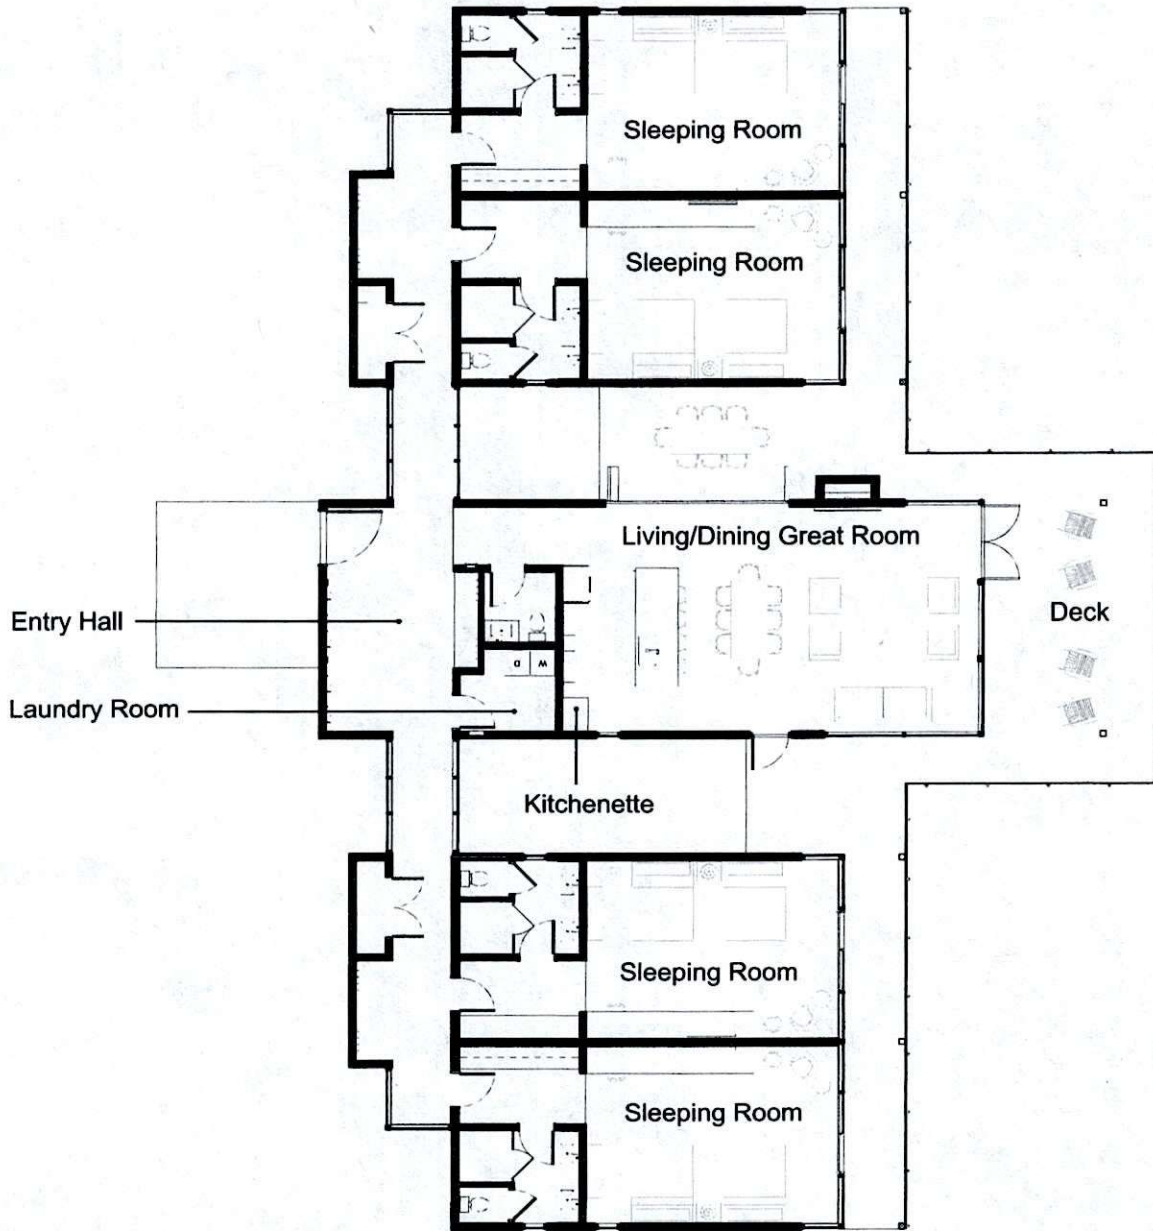 Sleeping Room
Sleeping Room
Living/Dining Great Room
Entry Hall
Deck
D
W
Laundry Room
Kitchenette
Sleeping Room
Sleeping Room